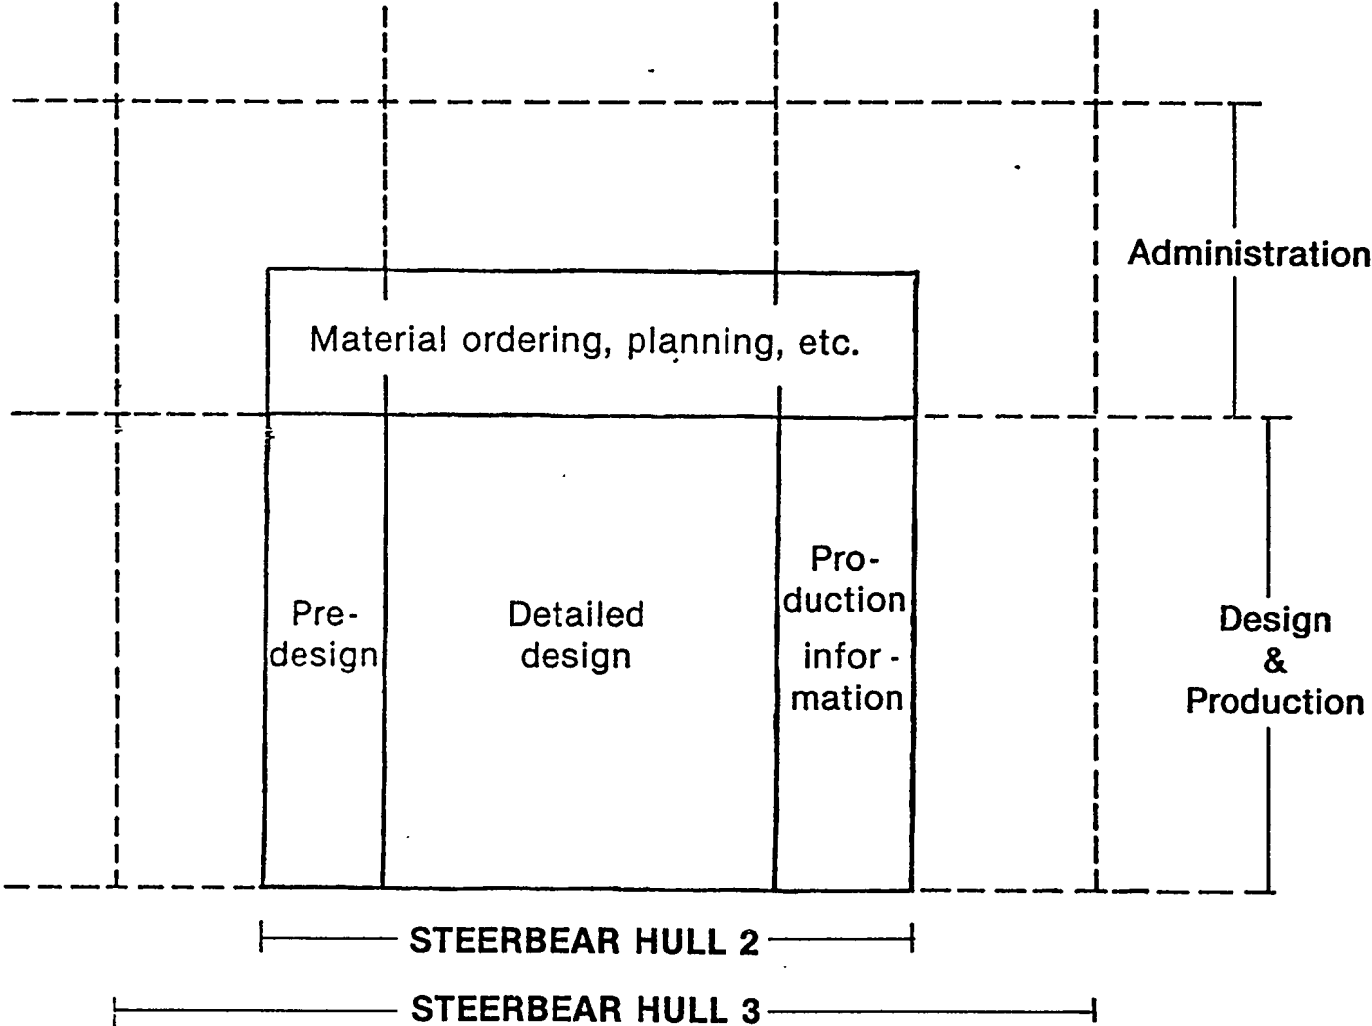 Administration
Material ordering, planning, etc.
Pre-
design
Detailed
design
Pro-
duction
infor-
mation
Design
&
Production
STEERBEAR HULL 2
STEERBEAR HULL 3